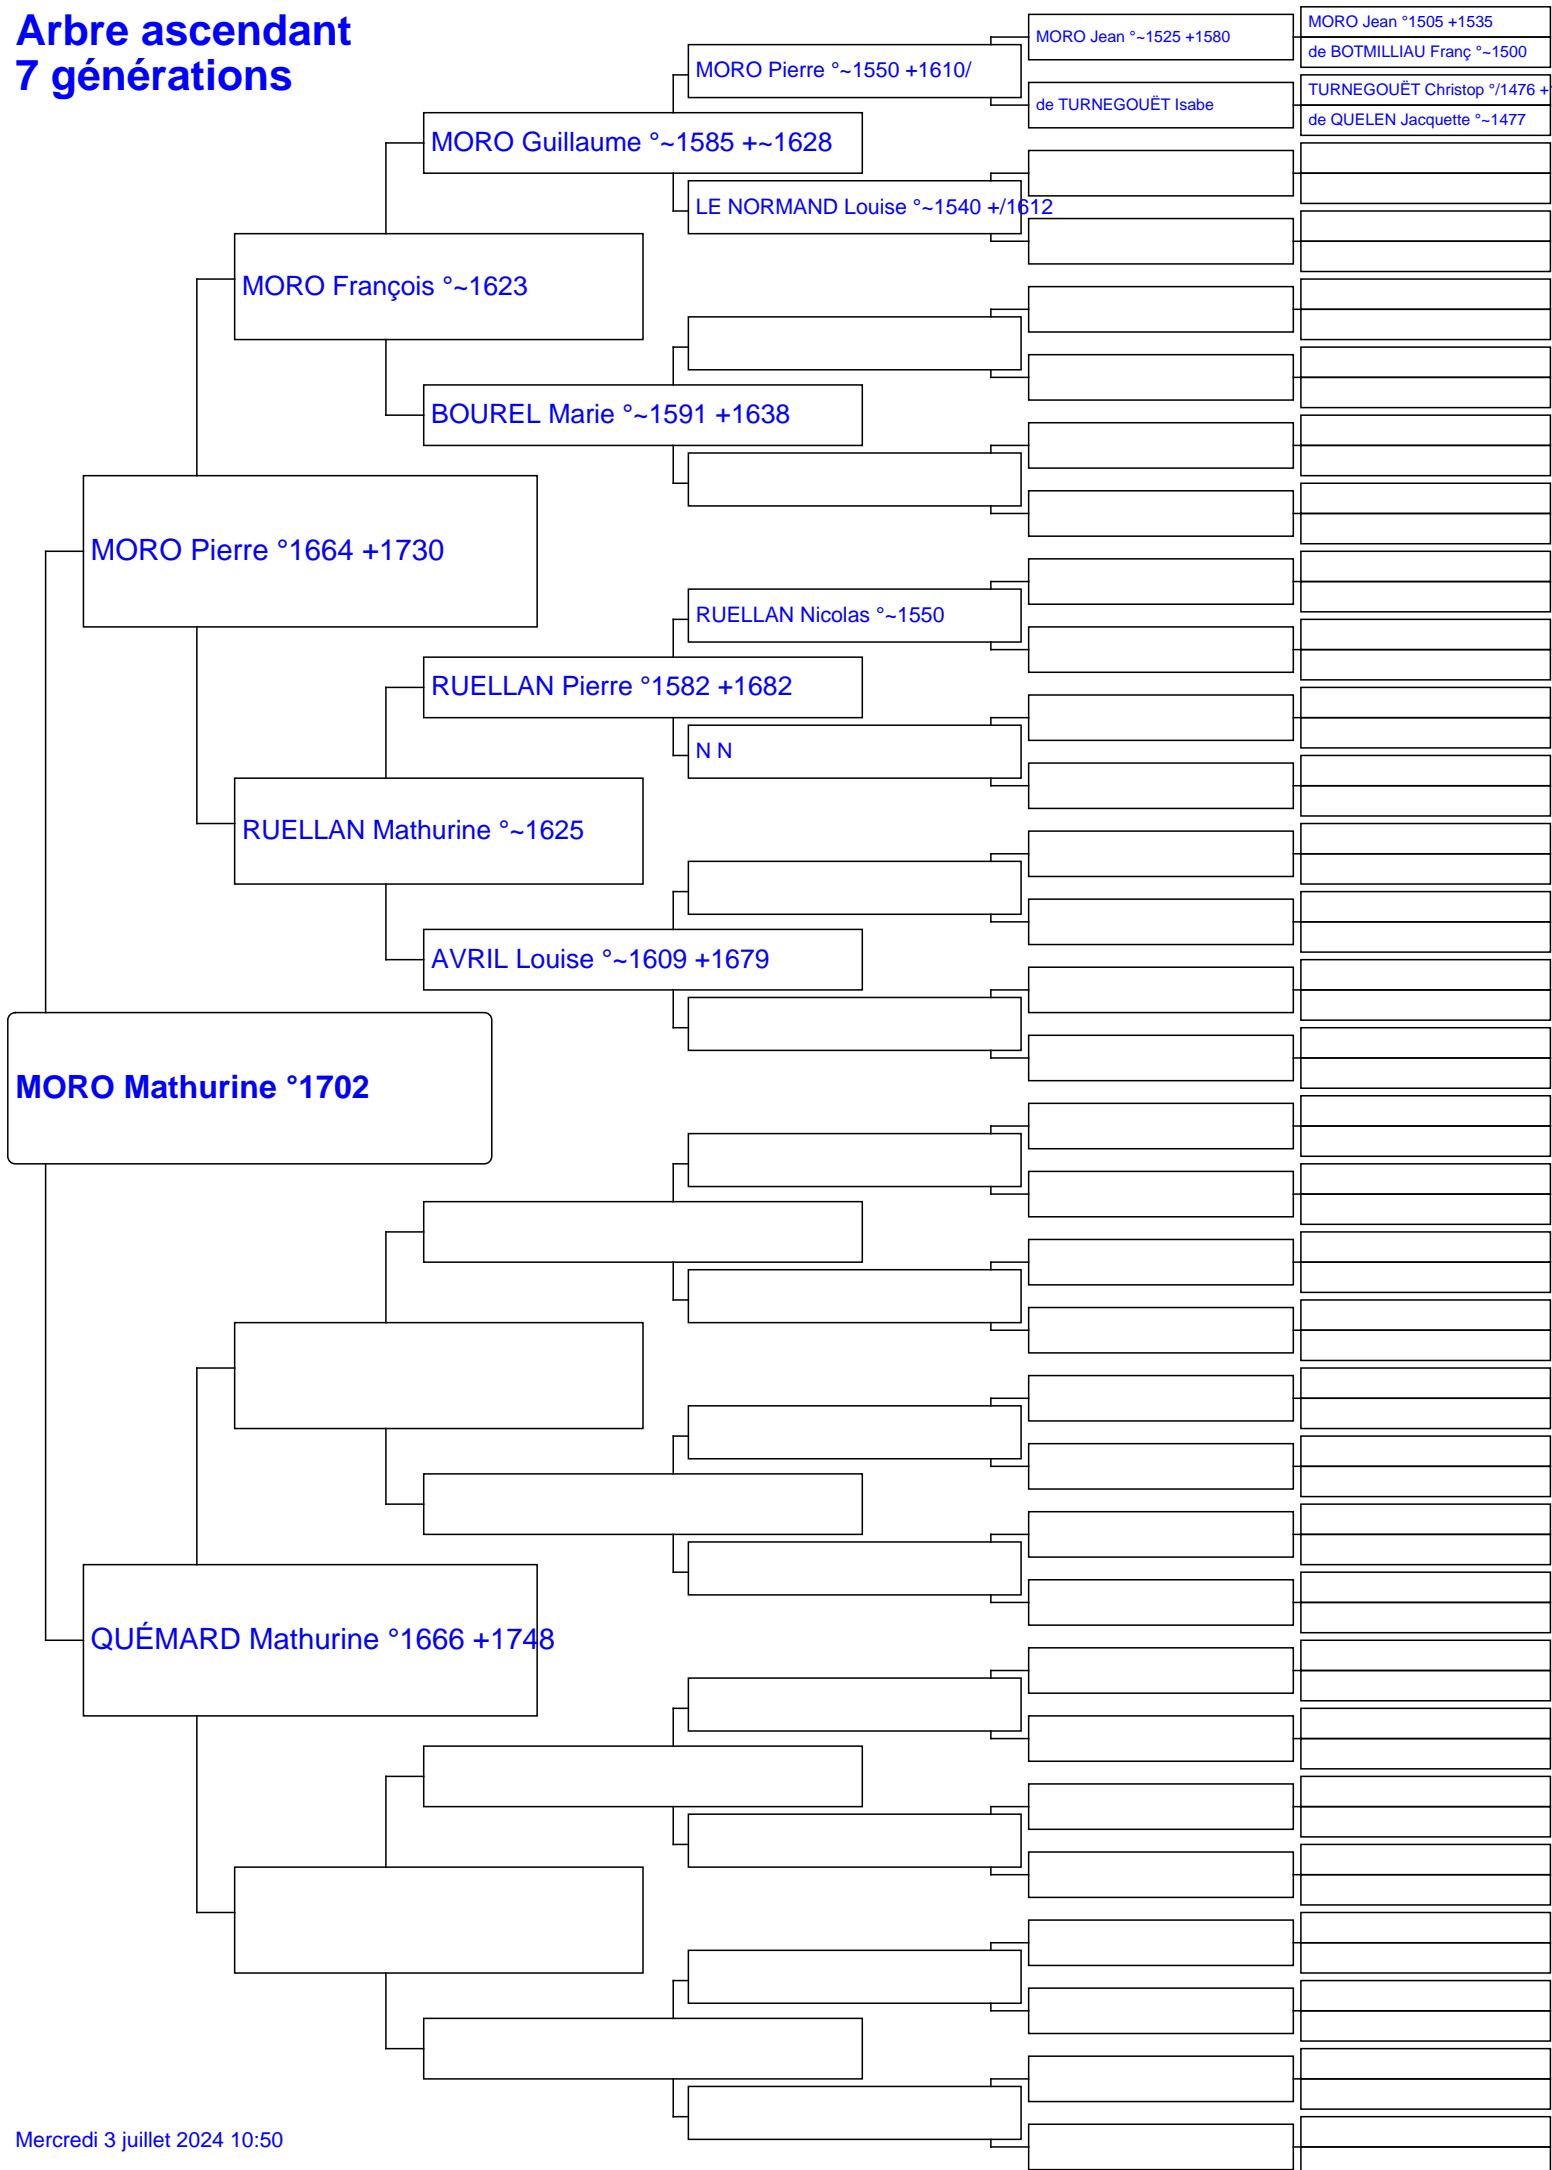 Arbre ascendant
7 générations
MORO Jean °1505 +1535
MORO Jean °~1525 +1580
de BOTMILLIAU Franç °~1500
MORO Pierre °~1550 +1610/
TURNEGOUËT Christop °/1476 +
de TURNEGOUËT Isabe
de QUELEN Jacquette °~1477
MORO Guillaume °~1585 +~1628
LE NORMAND Louise °~1540 +/1612
MORO François °~1623
BOUREL Marie °~1591 +1638
MORO Pierre °1664 +1730
RUELLAN Nicolas °~1550
RUELLAN Pierre °1582 +1682
N N
RUELLAN Mathurine °~1625
AVRIL Louise °~1609 +1679
MORO Mathurine °1702
QUÉMARD Mathurine °1666 +1748
Mercredi 3 juillet 2024 10:50